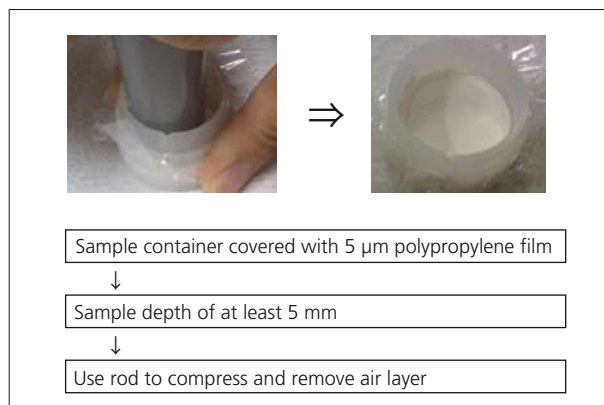 ⇒
Sample container covered with 5 µm polypropylene film
↓
Sample depth of at least 5 mm
↓
Use rod to compress and remove air layer